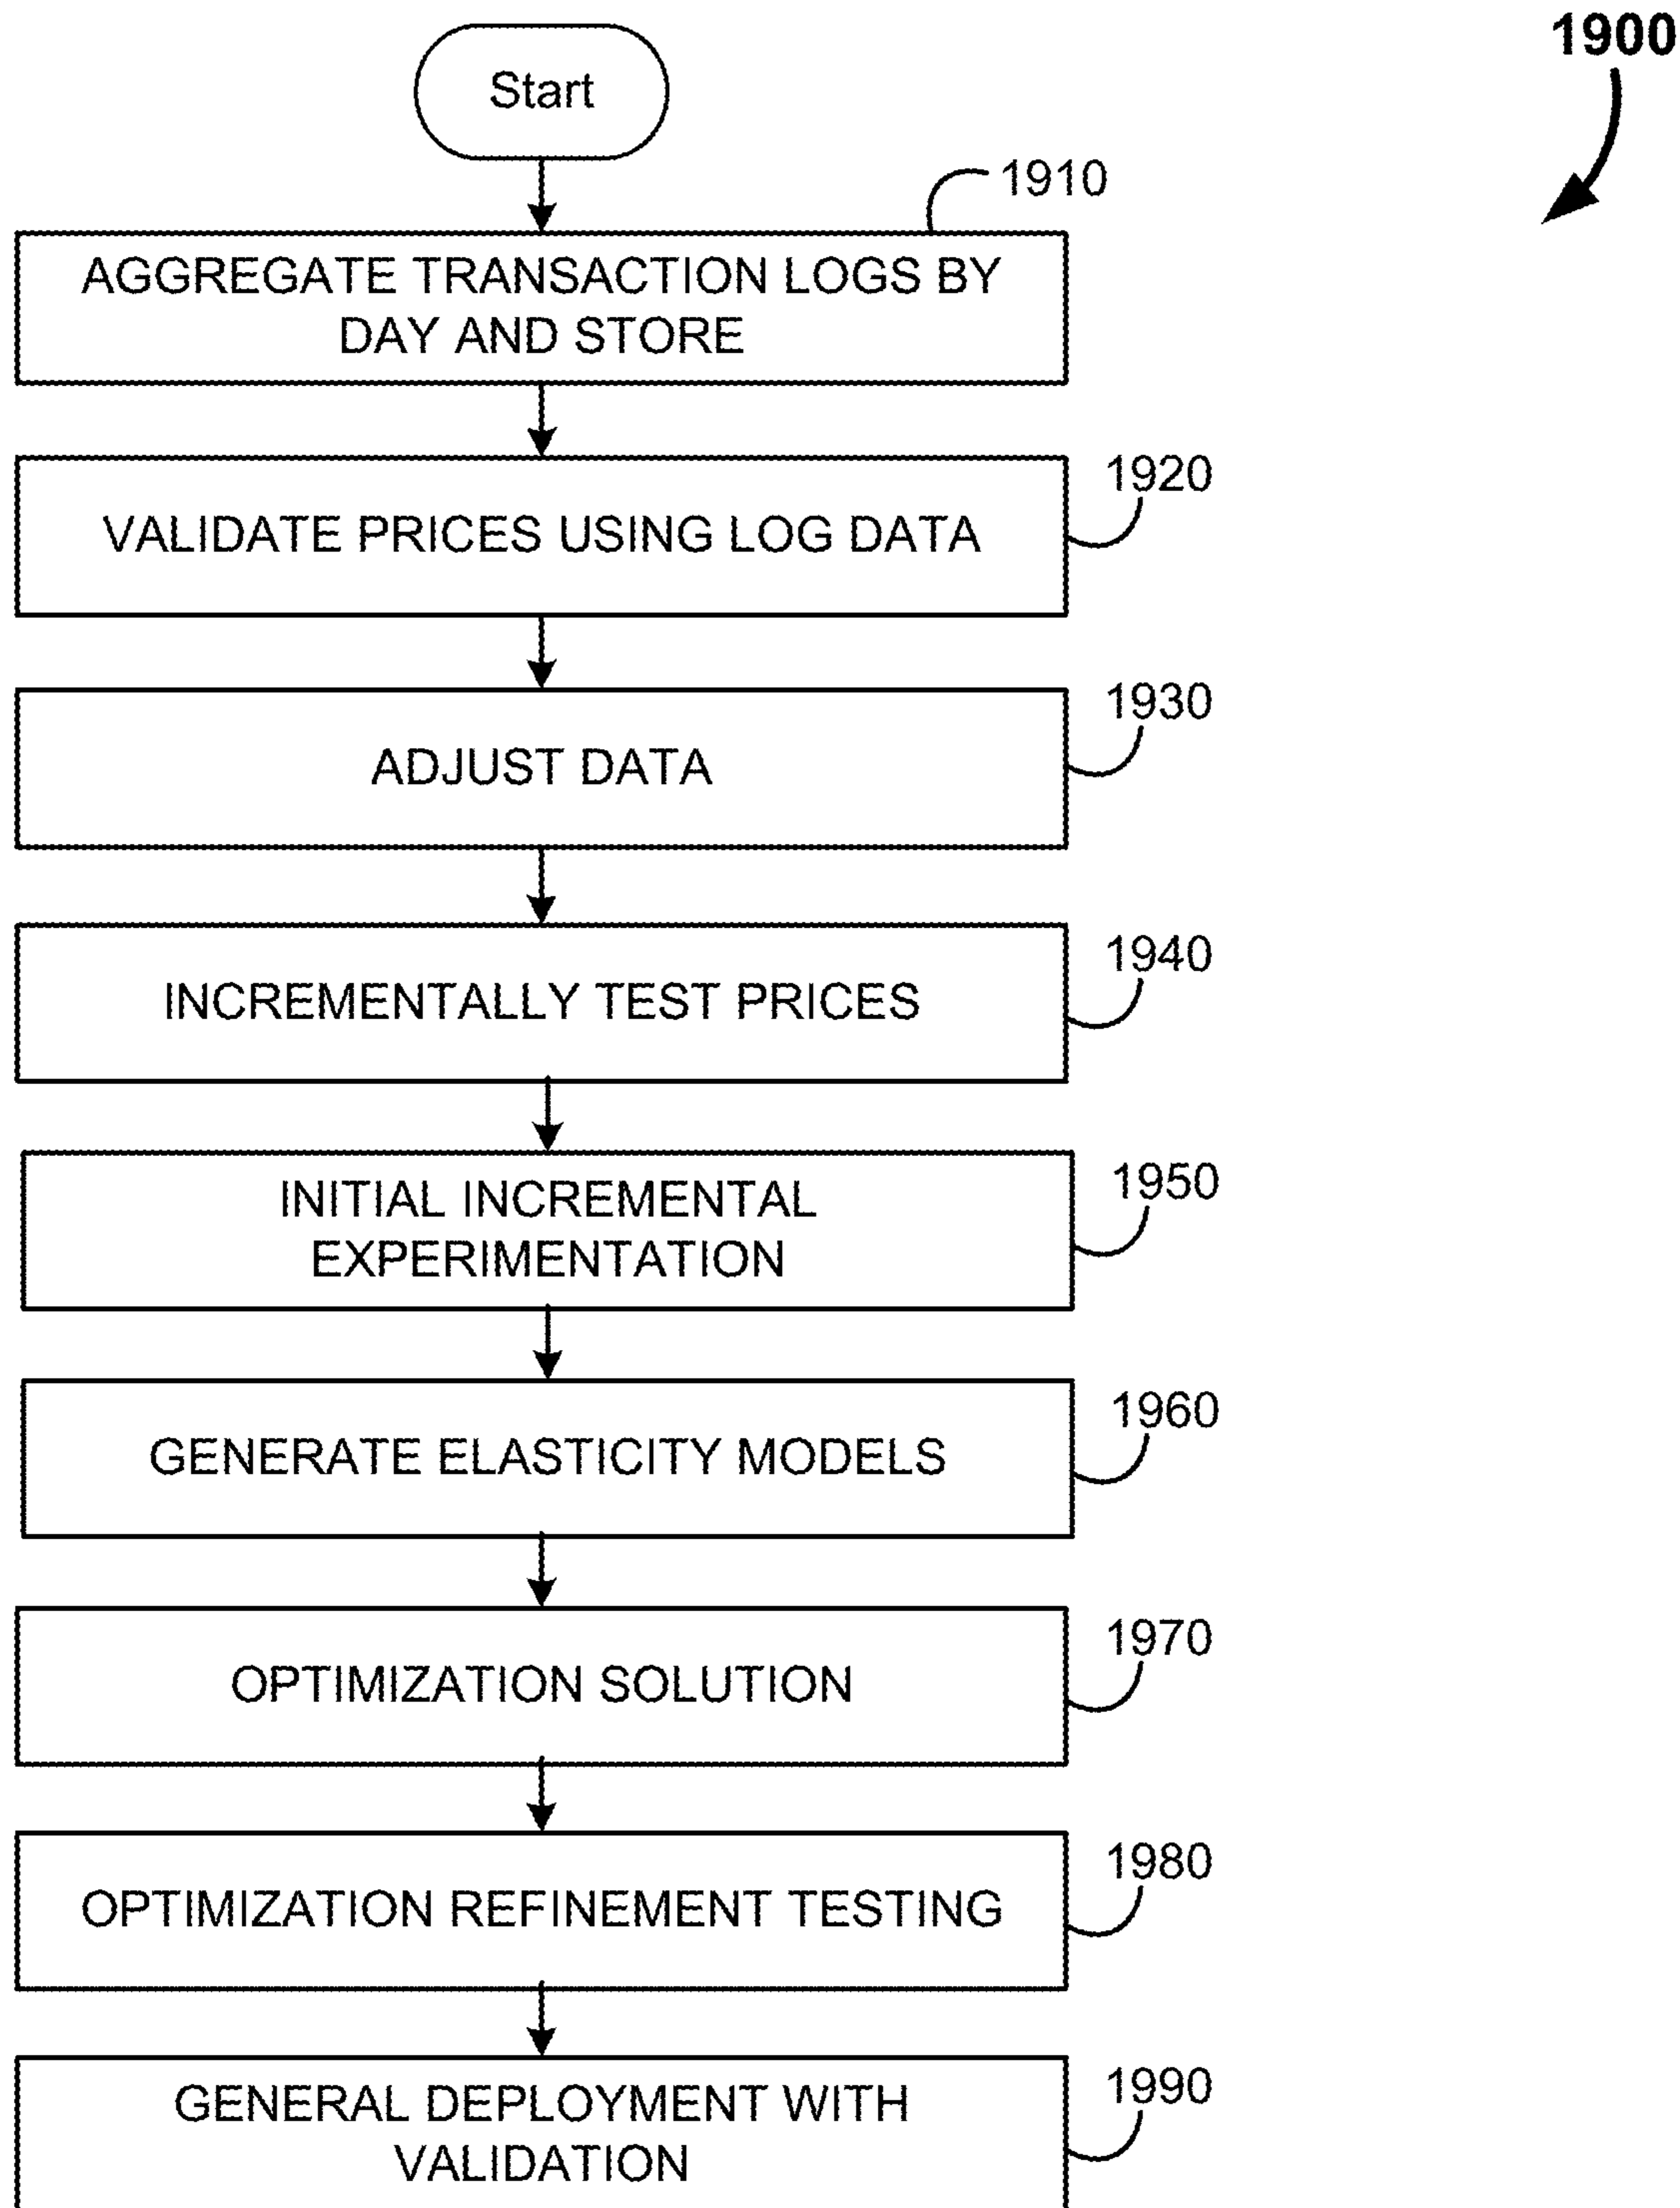 1900
Start
1910
AGGREGATE TRANSACTION LOGS BY
DAY AND STORE
1920
VALIDATE PRICES USING LOG DATA
1930
ADJUST DATA
1940
INCREMENTALLY TEST PRICES
1950
INITIAL INCREMENTAL
EXPERIMENTATION
1960
GENERATE ELASTICITY MODELS
1970
OPTIMIZATION SOLUTION
1980
OPTIMIZATION REFINEMENT TESTING
1990
GENERAL DEPLOYMENT WITH
VALIDATION